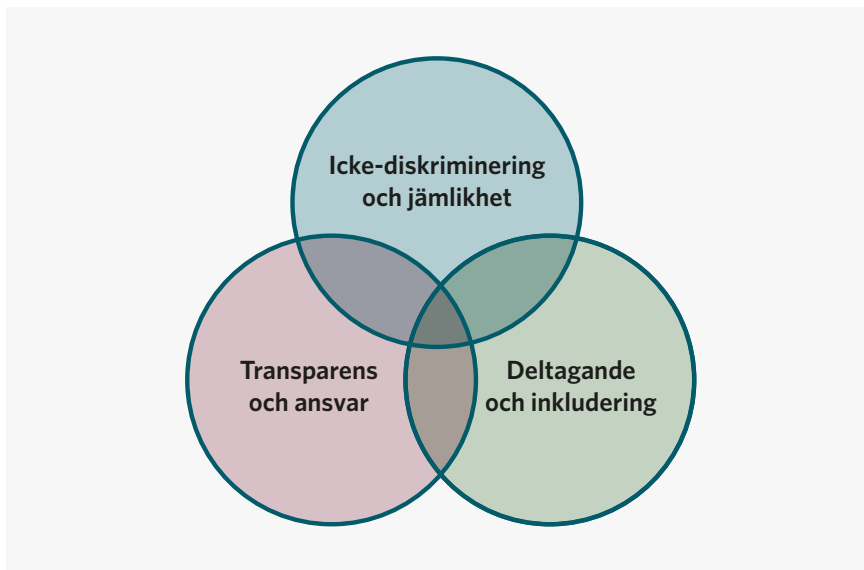 Icke-diskriminering
och jämlikhet
Transparens
och ansvar
Deltagande
och inkludering